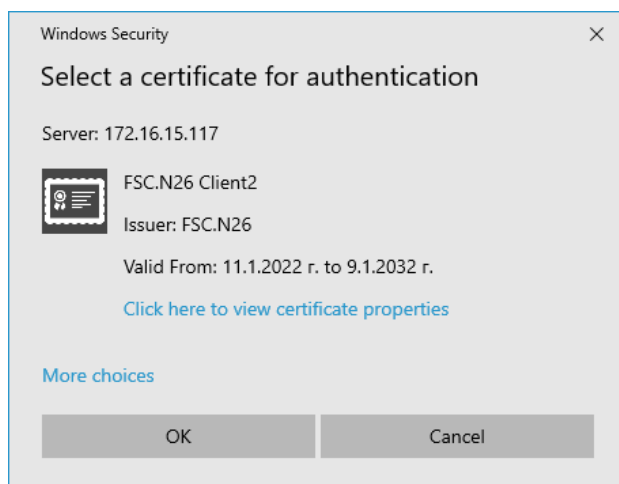 Windows Security
Select a certificate for authentication
Server: 172.16.15.117
FSC.N26 Client2
Issuer: FSC.N26
Valid From: 11.1.2022 г. to 9.1.2032 г.
Click here to view certificate properties
More choices
OK
Cancel